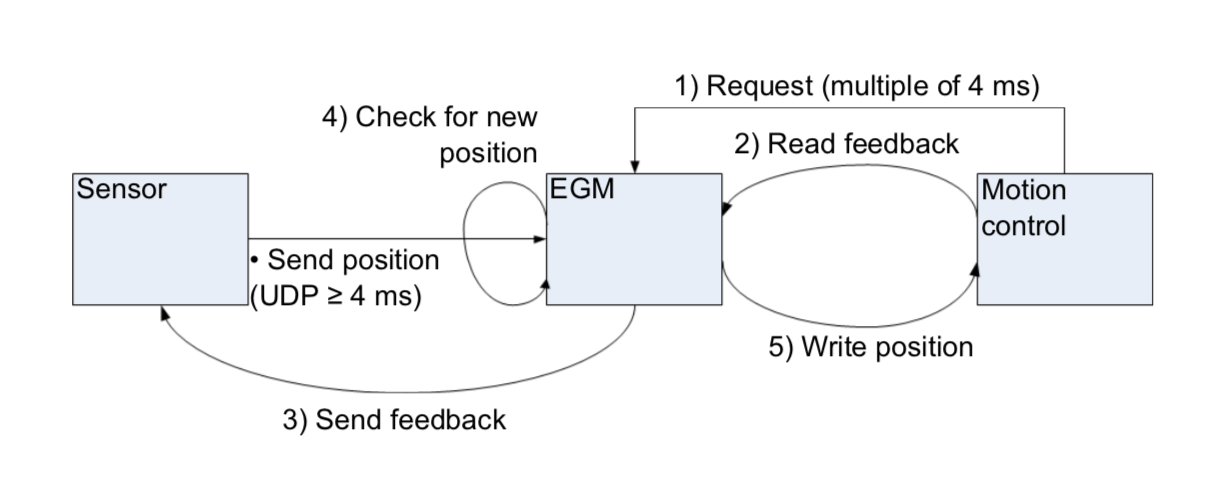 1) Request (multiple of 4 ms)
4) Check for new
position
2) Read feedback
Sensor
EGM
Motion
control
• Send position
(UDP ≥ 4 ms)
5) Write position
3) Send feedback